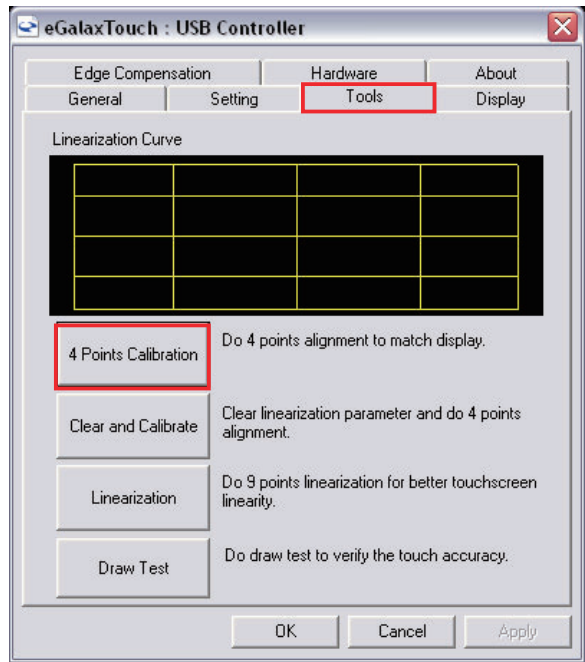 eGalaxTouch : USB Controller
Edge Compensation Hardware About
General Setting Tools Display
Linearization Curve
4 Points Calibration
Do 4 points alignment to match display.
Clear and Calibrate
Clear linearization parameter and do 4 points
alignment.
Linearization
Do 9 points linearization for better touchscreen
linearity.
Draw Test
Do draw test to verify the touch accuracy.
OK Cancel Apply